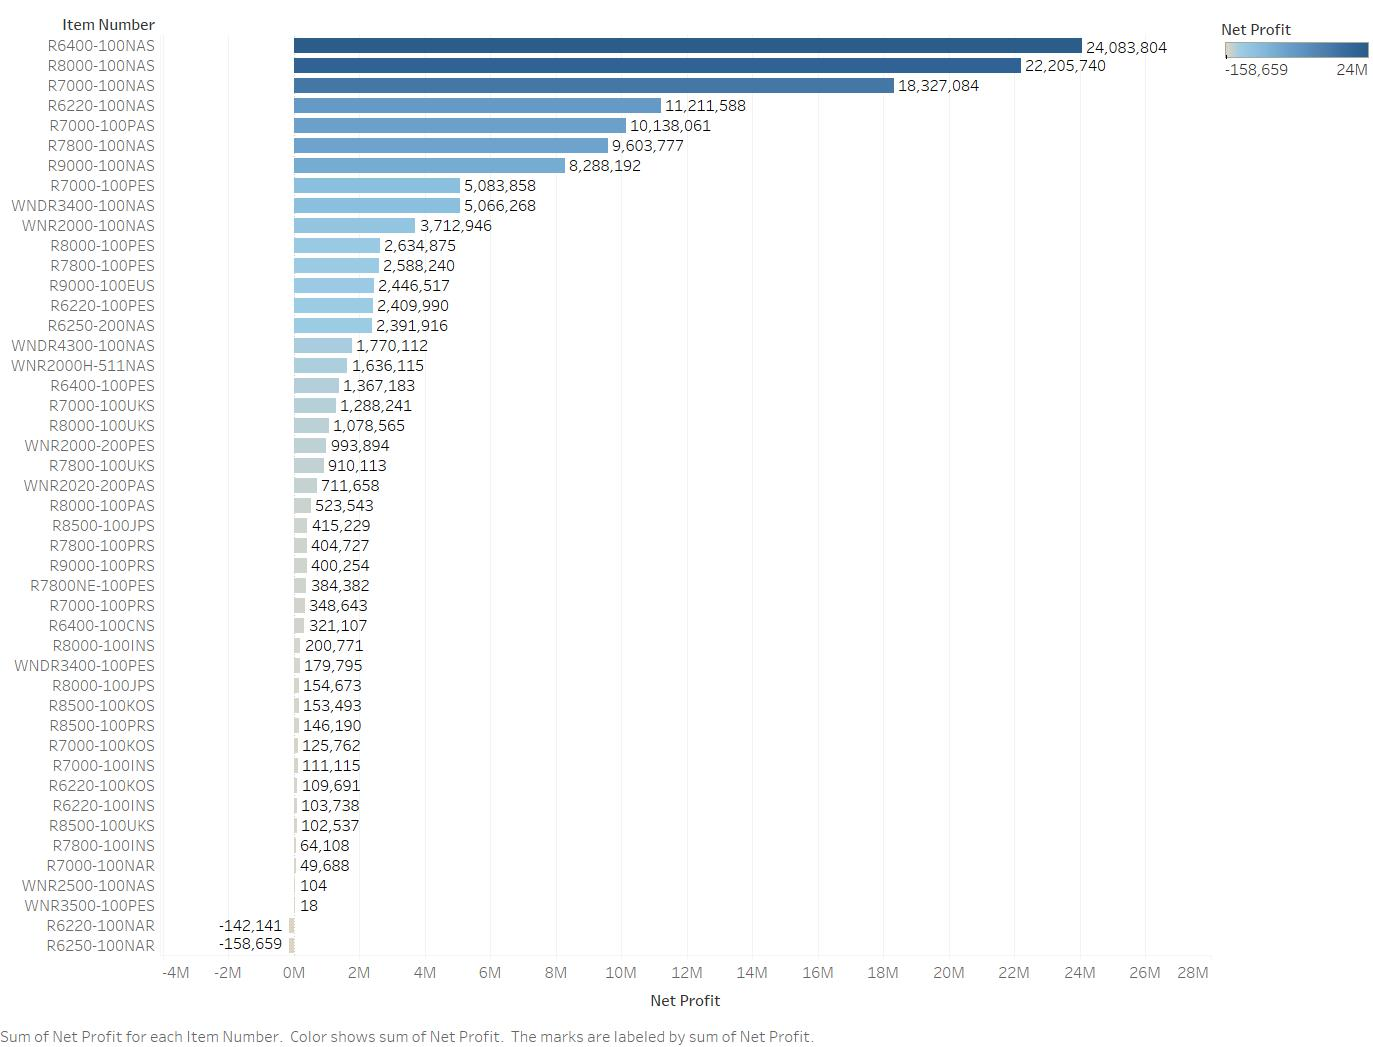 Item Number
R6400-100NAS 24,083,804
R8000-100NAS 22,205,740
R7000-100NAS 18,327,084
R6220-100NAS 11,211,588
R7000-100PAS 10,138,061
R7800-100NAS 9,603,777
R9000-100NAS 8,288,192
R7000-100PES 5,083,858
WNDR3400-100NAS 5,066,268
WNR2000-100NAS 3,712,946
R8000-100PES 2,634,875
R7800-100PES 2,588,240
R9000-100EUS 2,446,517
R6220-100PES 2,409,990
R6250-200NAS 2,391,916
WNDR4300-100NAS 1,770,112
WNR2000H-511NAS 1,636,115
R6400-100PES 1,367,183
R7000-100UKS 1,288,241
R8000-100UKS 1,078,565
WNR2000-200PES 993,894
R7800-100UKS 910,113
WNR2020-200PAS 711,658
R8000-100PAS 523,543
R8500-100JPS 415,229
R7800-100PRS 404,727
R9000-100PRS 400,254
R7800NE-100PES 384,382
R7000-100PRS 348,643
R6400-100CNS 321,107
R8000-100INS 200,771
WNDR3400-100PES 179,795
R8000-100JPS 154,673
R8500-100KOS 153,493
R8500-100PRS 146,190
R7000-100KOS 125,762
R7000-100INS 111,115
R6220-100KOS 109,691
R6220-100INS 103,738
R8500-100UKS 102,537
R7800-100INS 64,108
R7000-100NAR 49,688
WNR2500-100NAS 104
WNR3500-100PES 18
R6220-100NAR -142,141
R6250-100NAR -158,659
-4M -2M 0M 2M 4M 6M 8M 10M 12M 14M 16M 18M 20M 22M 24M 26M 28M
Net Profit
Sum of Net Profit for each Item Number.  Color shows sum of Net Profit.  The marks are labeled by sum of Net Profit.
Net Profit
-158,659 24M